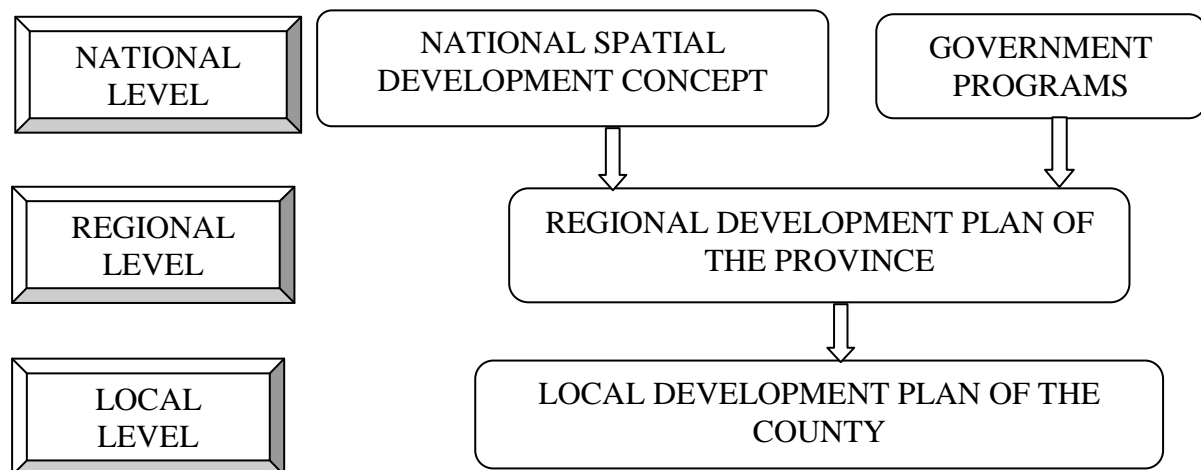 NATIONAL
LEVEL
NATIONAL SPATIAL
DEVELOPMENT CONCEPT
GOVERNMENT
PROGRAMS
REGIONAL
LEVEL
REGIONAL DEVELOPMENT PLAN OF
THE PROVINCE
LOCAL
LEVEL
LOCAL DEVELOPMENT PLAN OF THE
COUNTY